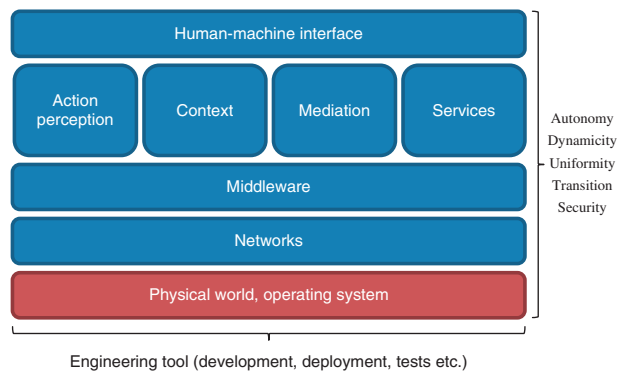 Human-machine interface
Action
perception
Context
Mediation
Services
Autonomy
Dynamicity
Uniformity
Transition
Security
Middleware
Networks
Physical world, operating system
Engineering tool (development, deployment, tests etc.)